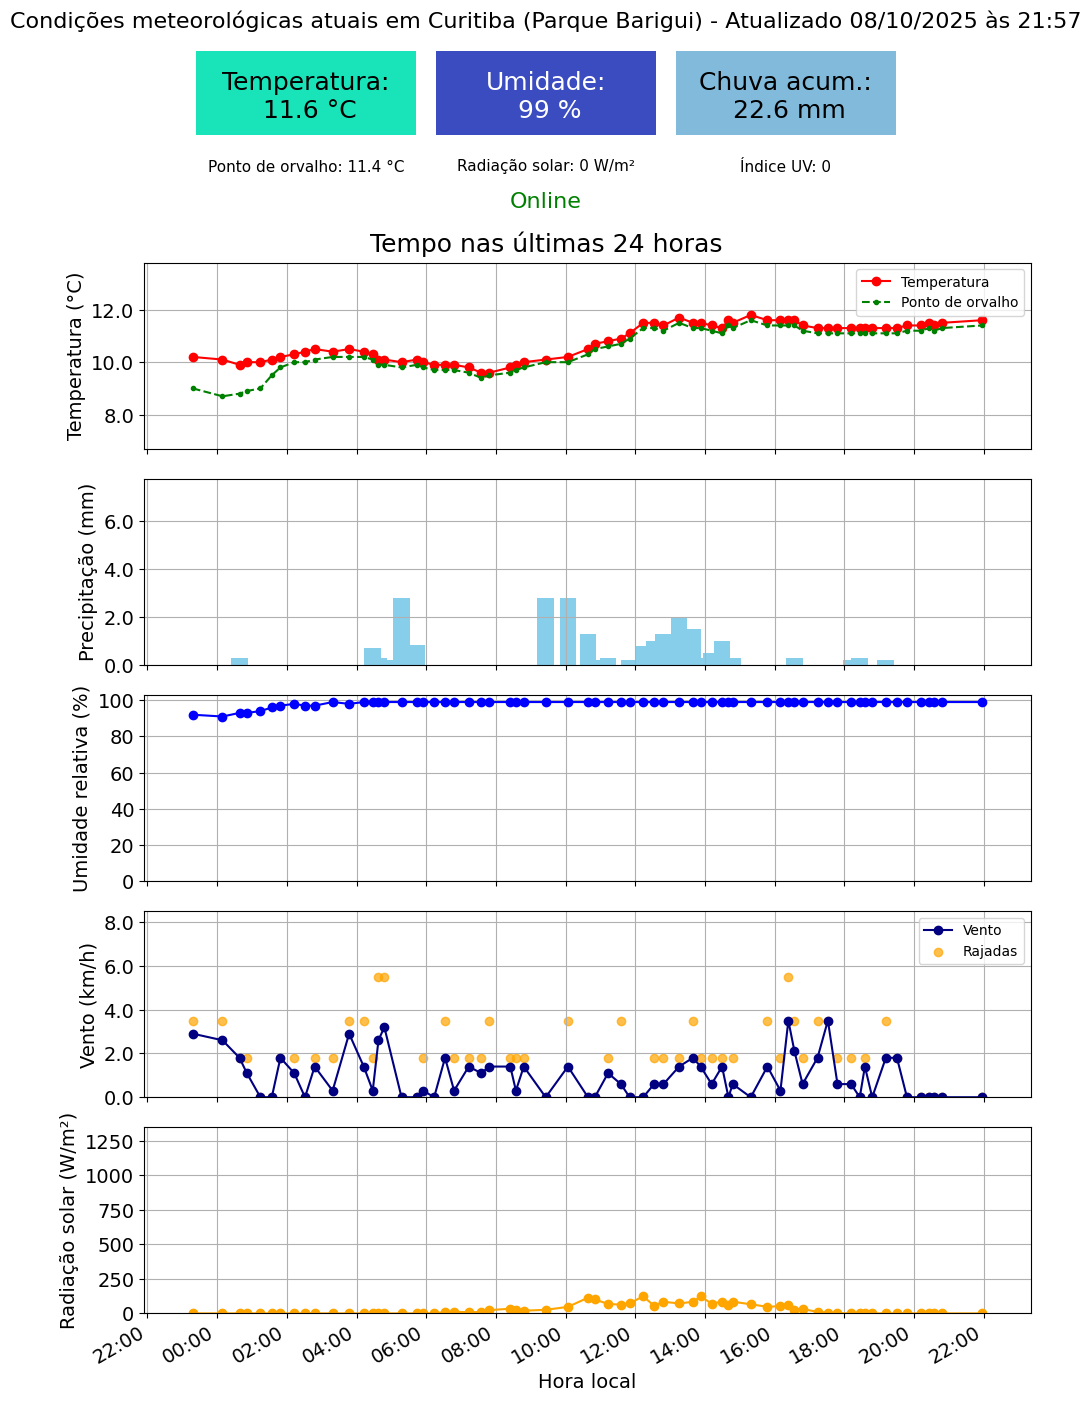 Condições meteorológicas atuais em Curitiba (Parque Barigui) - Atualizado 08/10/2025 às 21:57
Temperatura:
11.6 °C
Umidade:
99 %
Chuva acum.:
22.6 mm
Ponto de orvalho: 11.4 °C
Radiação solar: 0 W/m²
Índice UV: 0
Online
Tempo nas últimas 24 horas
Temperatura (°C)
12.0
10.0
8.0
Temperatura
Ponto de orvalho
Precipitação (mm)
6.0
4.0
2.0
0.0
Umidade relativa (%)
100
80
60
40
20
0
Vento (km/h)
8.0
6.0
4.0
2.0
0.0
Vento
Rajadas
Radiação solar (W/m²)
1250
1000
750
500
250
0
22:00
00:00
02:00
04:00
06:00
08:00
10:00
12:00
14:00
16:00
18:00
20:00
22:00
Hora local